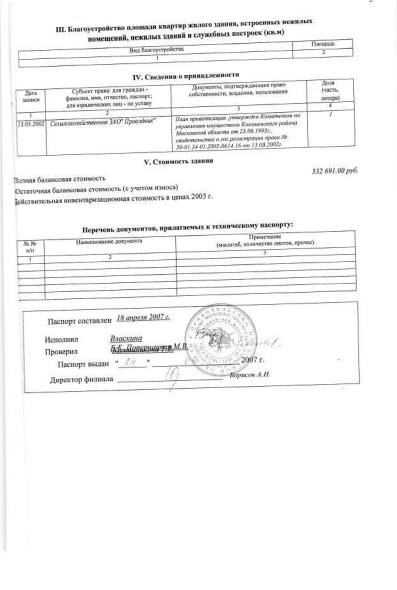 III. Благоустройство площади квартир жилого здания, встроенных нежилых
помещений, нежилых зданий и служебных построек (кв.м)
Вид благоустройства
Площадь
1
2
IV. Сведения о принадлежности
Дата записи
Субъект права: для граждан - фамилия, имя, отчество, паспорт; для юридических лиц - по уставу
Документы, подтверждающие право собственности, владения, пользования
Доля (часть, литера)
1
2
3
4
23.05.2002
Сельскохозяйственное ЗАО "Проводник"
План приватизации ,утвержден Комитетом по
управлению имуществом Коломенского района
Московской области от 23.06.1993г.,
свидетельство о гос.регистрации права №
50-01.34-01.2002-0614.16 от 13.03.2002г.
1
V. Стоимость здания
Полная балансовая стоимость
332 691.00 руб.
Остаточная балансовая стоимость (с учетом износа)
Действительная инвентаризационная стоимость в ценах 2005 г.
Перечень документов, прилагаемых к техническому паспорту:
№ № п/п
Наименование документа
Примечание
(масштаб, количество листов, прочее)
1
2
3
Паспорт составлен 18 апреля 2007 г.
Исполнил Власкина
Проверил
Паспорт выдан " 24 " 2007 г.
Директор филиала Борисов А.Н.